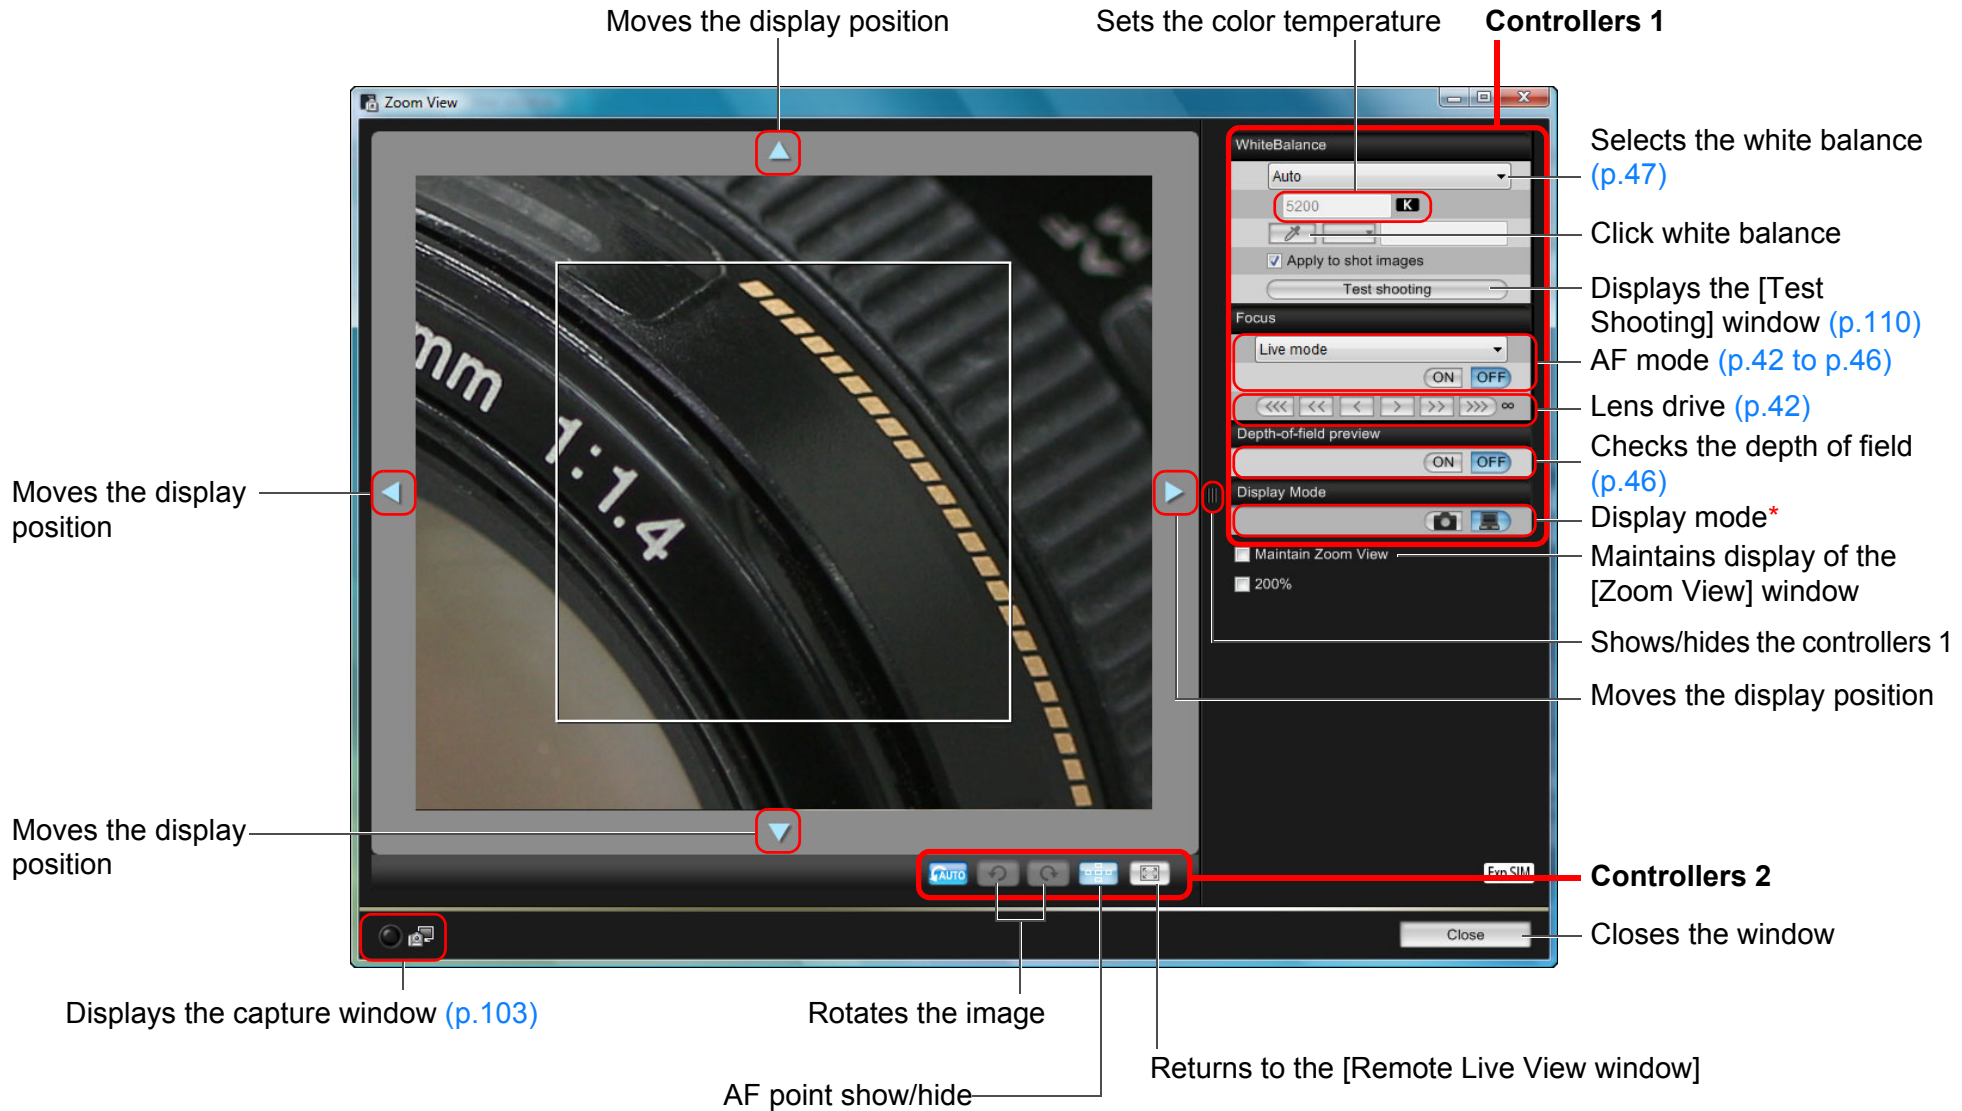 Moves the display position
Sets the color temperature
Controllers 1
Zoom View
WhiteBalance
Auto
5200 K
Apply to shot images
Test shooting
Focus
Live mode
ON OFF
<<< << < > >> >>> ∞
Depth-of-field preview
ON OFF
Display Mode
Maintain Zoom View
200%
mm 1:1.4
Selects the white balance
(p.47)
Click white balance
Displays the [Test
Shooting] window (p.110)
AF mode (p.42 to p.46)
Lens drive (p.42)
Checks the depth of field
(p.46)
Display mode*
Maintains display of the
[Zoom View] window
Shows/hides the controllers 1
Moves the display position
Moves the display
position
Moves the display
position
AUTO
Exp.SIM
Controllers 2
Close
Closes the window
Displays the capture window (p.103)
Rotates the image
Returns to the [Remote Live View window]
AF point show/hide